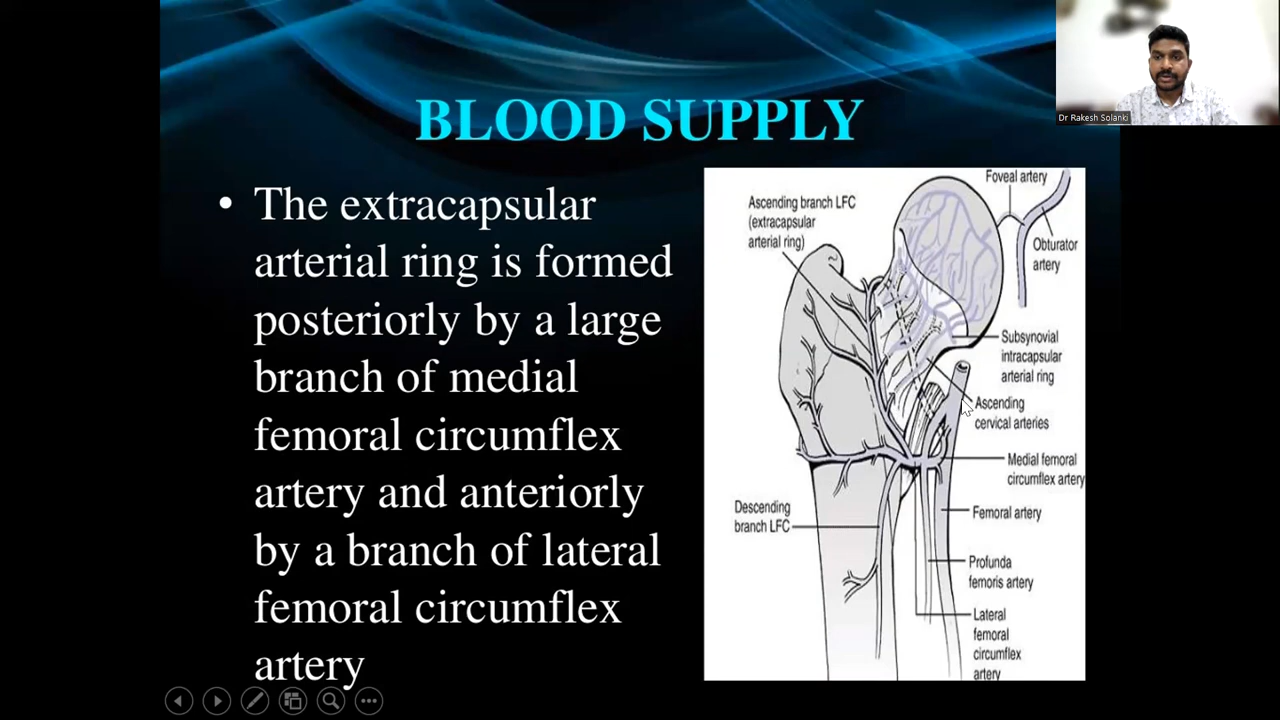 Dr Rakesh Solanki
BLOOD SUPPLY
• The extracapsular
arterial ring is formed
posteriorly by a large
branch of medial
femoral circumflex
artery and anteriorly
by a branch of lateral
femoral circumflex
artery
Foveal artery
Ascending branch LFC
(extracapsular
arterial ring)
Obturator
artery
Subsynovial
intracapsular
arterial ring
Ascending
cervical arteries
Medial femoral
circumflex artery
Descending
branch LFC
Femoral artery
Profunda
femoris artery
Lateral
femoral
circumflex
artery